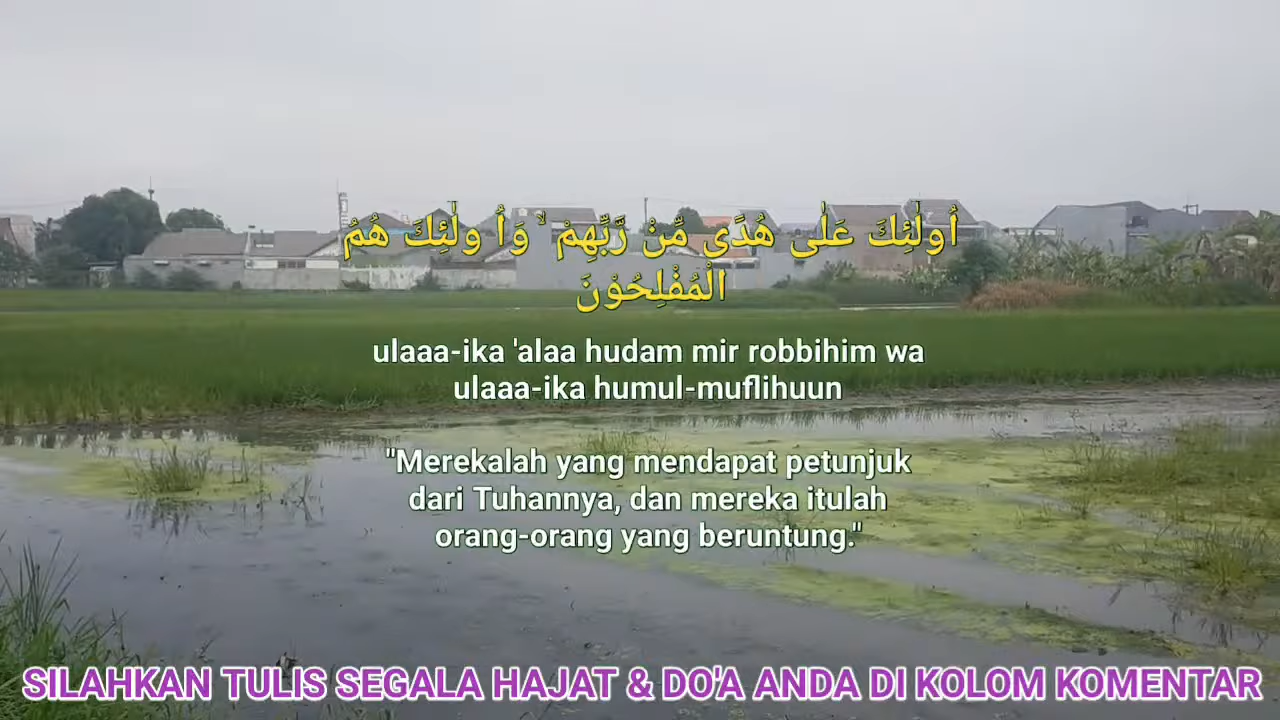 اُولٰٓئِكَ عَلٰى هُدًى مِّنْ رَّبِّهِمْ ۙ وَاُ ولٰٓئِكَ هُمُ
الْمُفْلِحُوْنَ
ulaaa-ika 'alaa hudam mir robbihim wa
ulaaa-ika humul-muflihuun
"Merekalah yang mendapat petunjuk
dari Tuhannya, dan mereka itulah
orang-orang yang beruntung."
SILAHKAN TULIS SEGALA HAJAT & DO'A ANDA DI KOLOM KOMENTAR